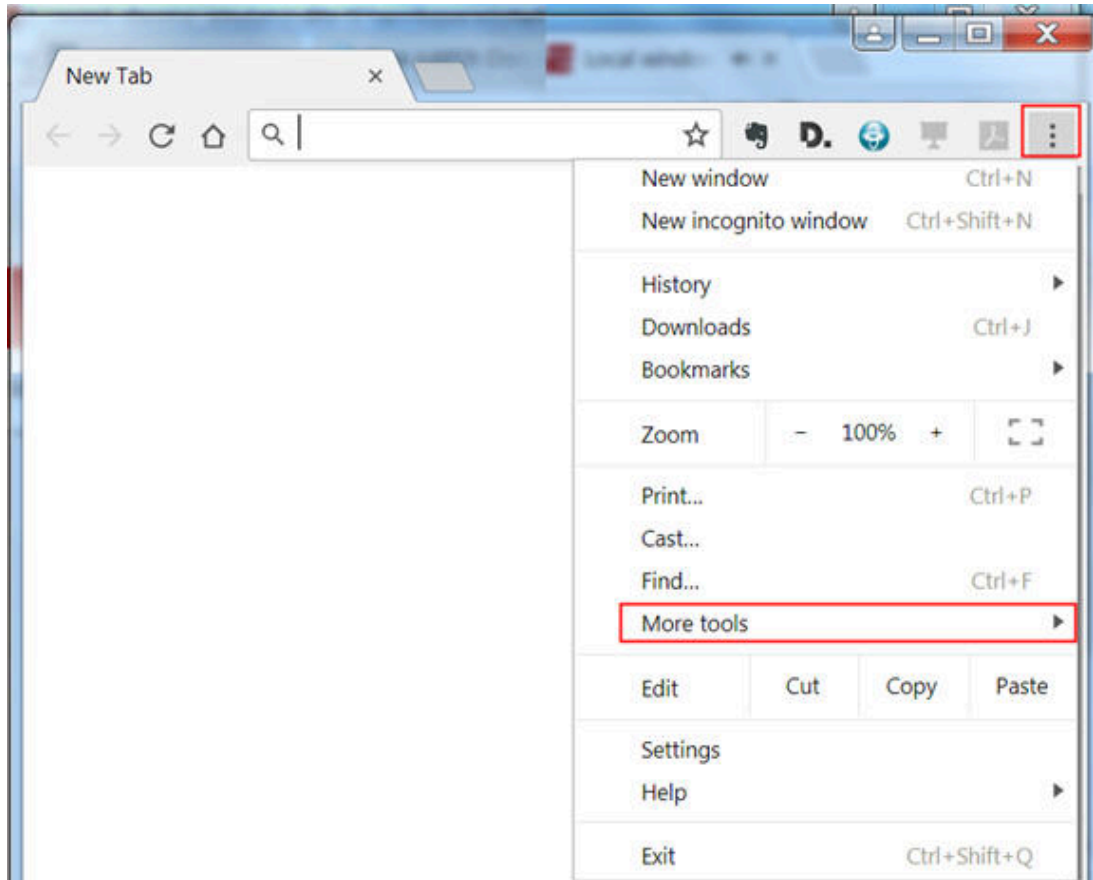 New Tab
D.
New window Ctrl+N
New incognito window Ctrl+Shift+N
History
Downloads Ctrl+J
Bookmarks
Zoom − 100% +
Print... Ctrl+P
Cast...
Find... Ctrl+F
More tools
Edit Cut Copy Paste
Settings
Help
Exit Ctrl+Shift+Q